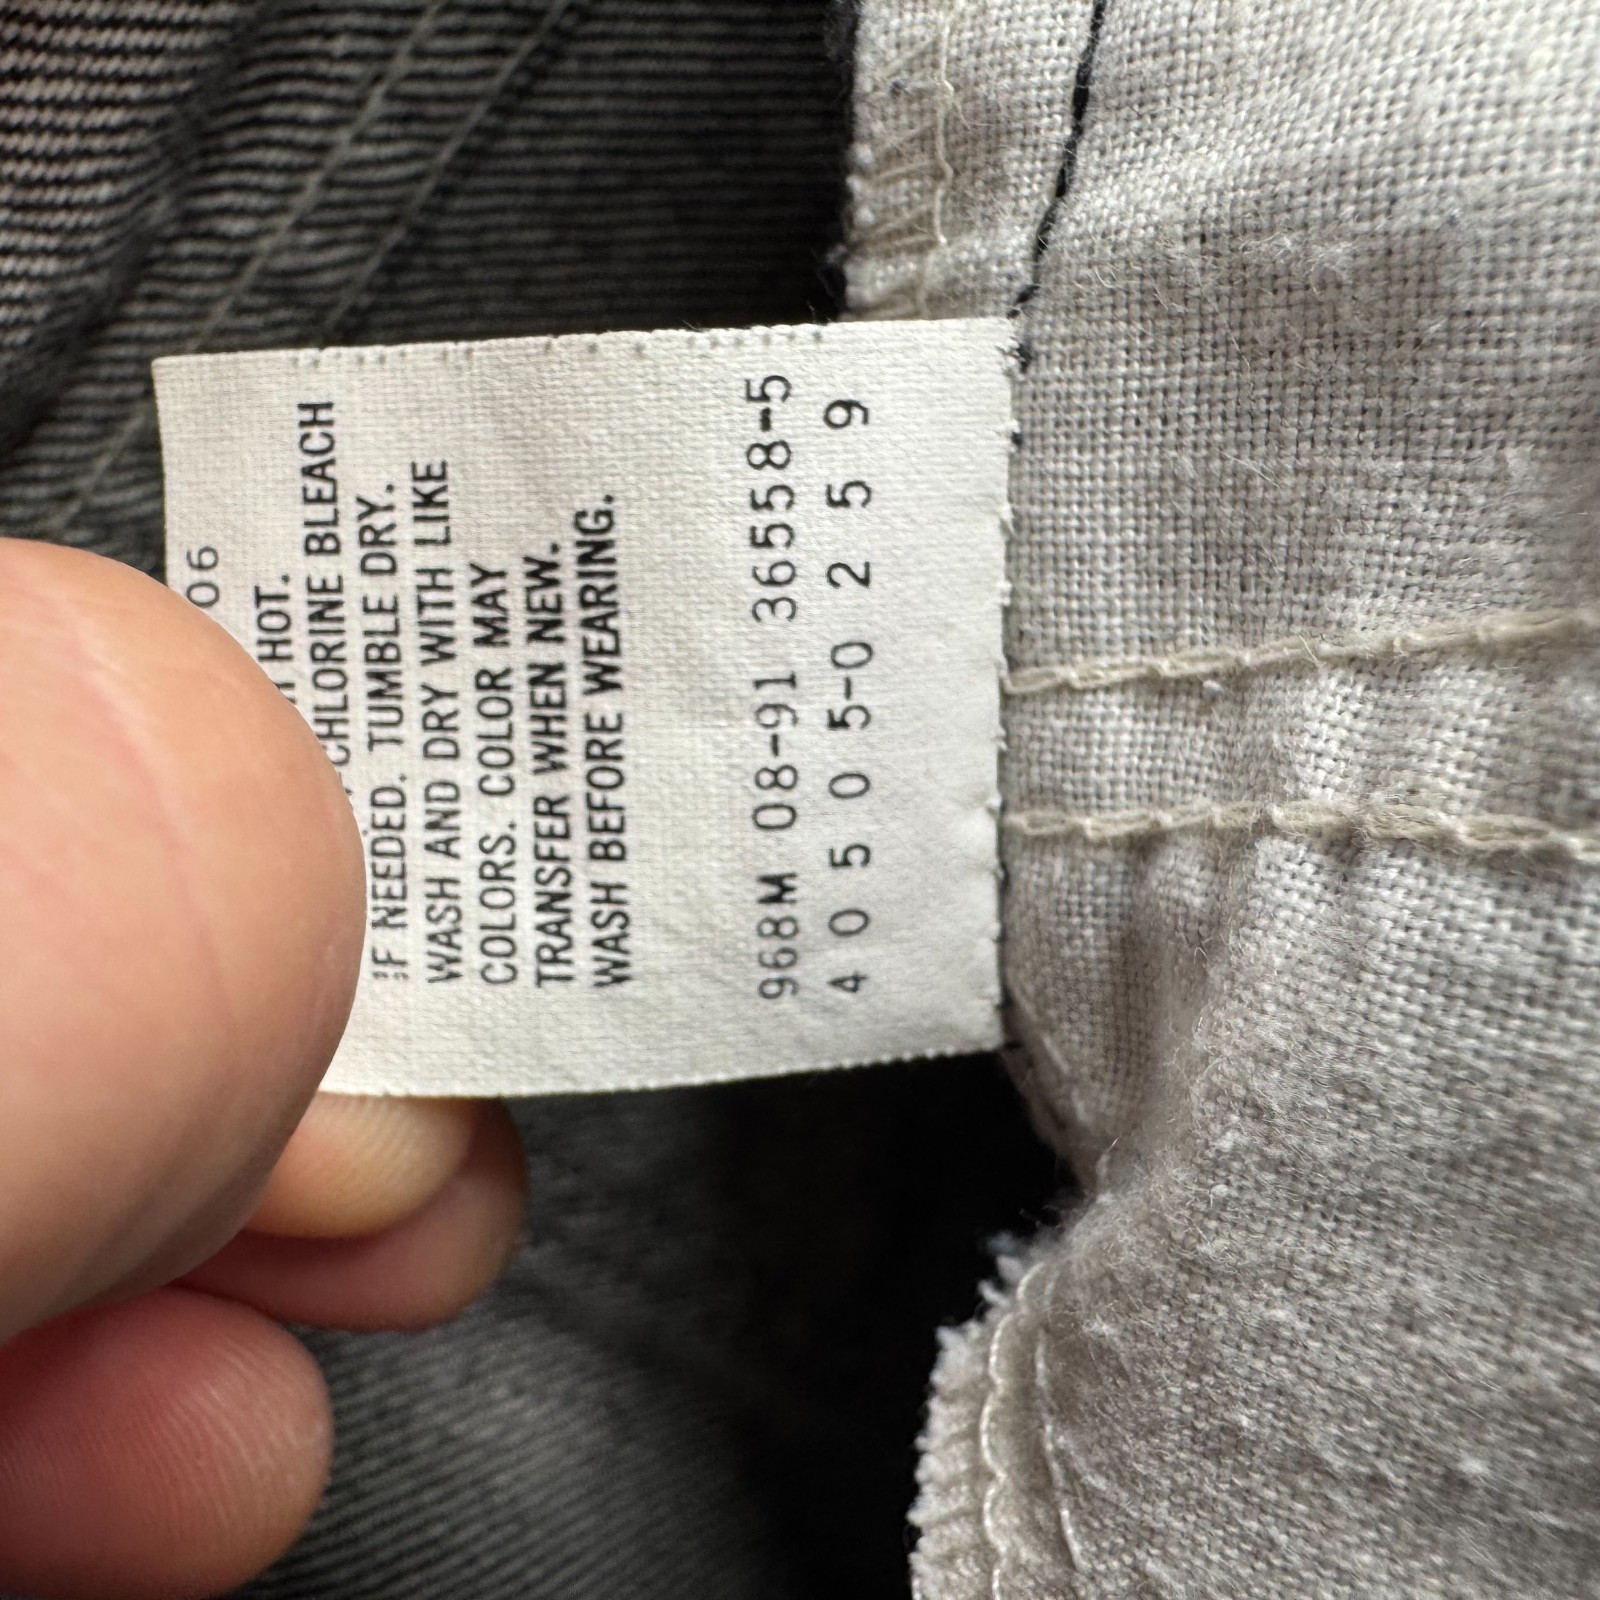 06
HOT.
CHLORINE BLEACH
IF NEEDED. TUMBLE DRY.
WASH AND DRY WITH LIKE
COLORS. COLOR MAY
TRANSFER WHEN NEW.
WASH BEFORE WEARING.
968M 08-91 36558-5
4 0 5 0 5-0 2 5 9